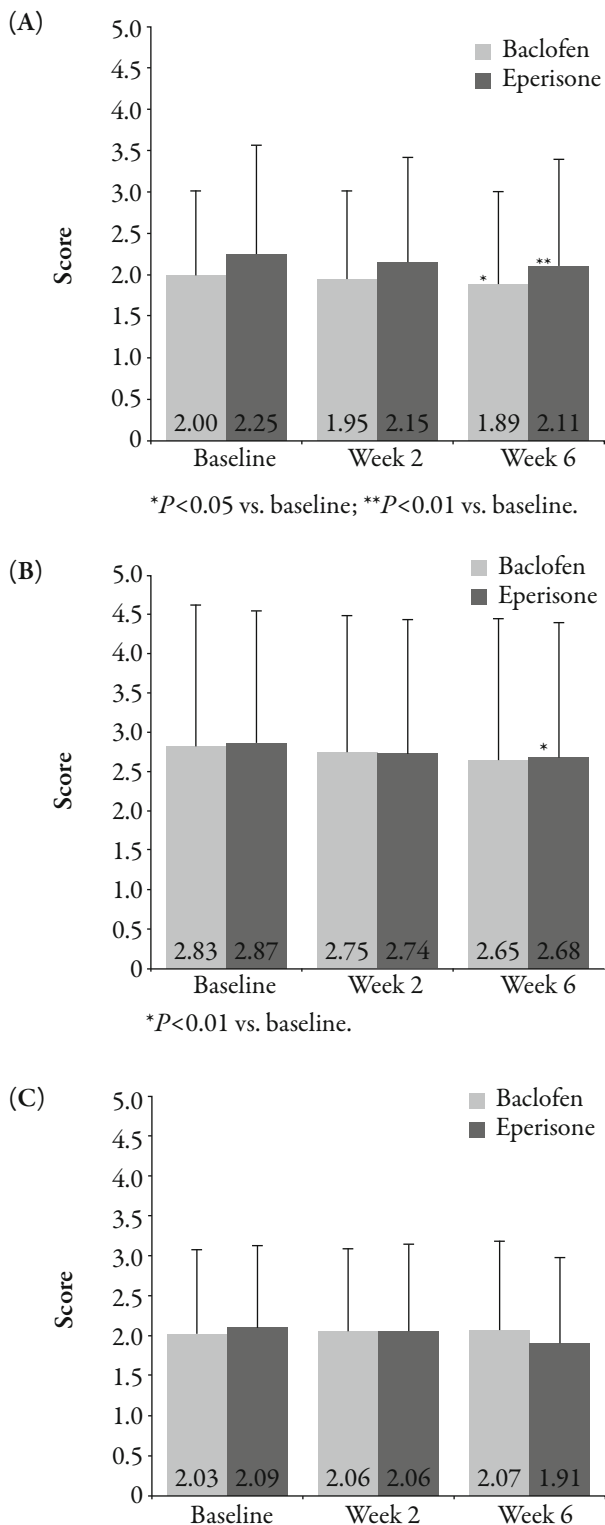 (A)
Baclofen
Eperisone
5.0
4.5
4.0
3.5
3.0
2.5
2.0
1.5
1.0
0.5
0
Score
* **
2.00 2.25 1.95 2.15 1.89 2.11
Baseline Week 2 Week 6
*P<0.05 vs. baseline; **P<0.01 vs. baseline.
(B)
Baclofen
Eperisone
5.0
4.5
4.0
3.5
3.0
2.5
2.0
1.5
1.0
0.5
0
Score
*
2.83 2.87 2.75 2.74 2.65 2.68
Baseline Week 2 Week 6
*P<0.01 vs. baseline.
(C)
Baclofen
Eperisone
5.0
4.5
4.0
3.5
3.0
2.5
2.0
1.5
1.0
0.5
0
Score
2.03 2.09 2.06 2.06 2.07 1.91
Baseline Week 2 Week 6